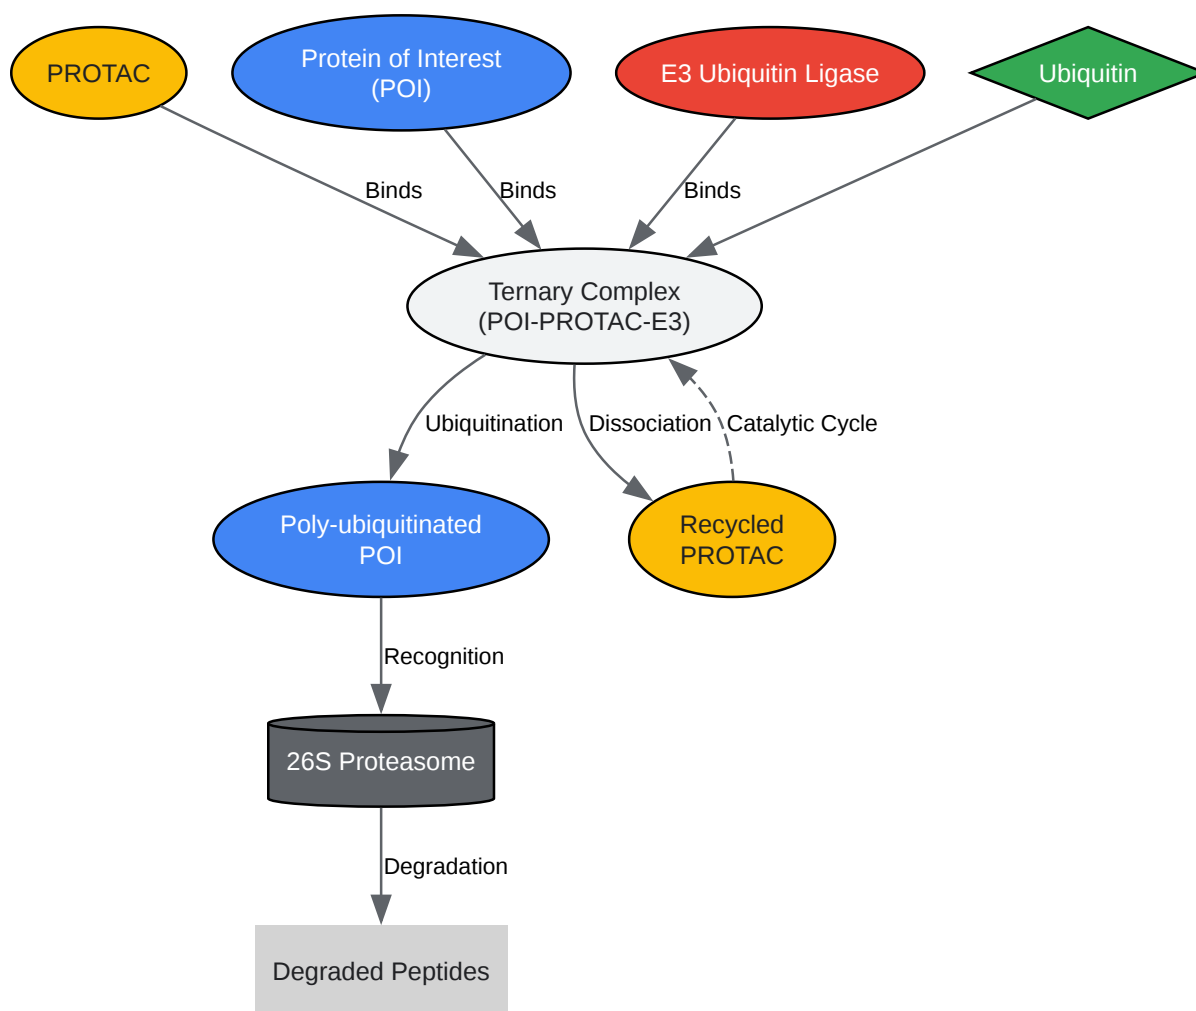 PROTAC
Protein of Interest
(POI)
E3 Ubiquitin Ligase
Ubiquitin
Binds
Binds
Binds
Ternary Complex
(POI-PROTAC-E3)
Ubiquitination
Dissociation
Catalytic Cycle
Poly-ubiquitinated
POI
Recycled
PROTAC
Recognition
26S Proteasome
Degradation
Degraded Peptides